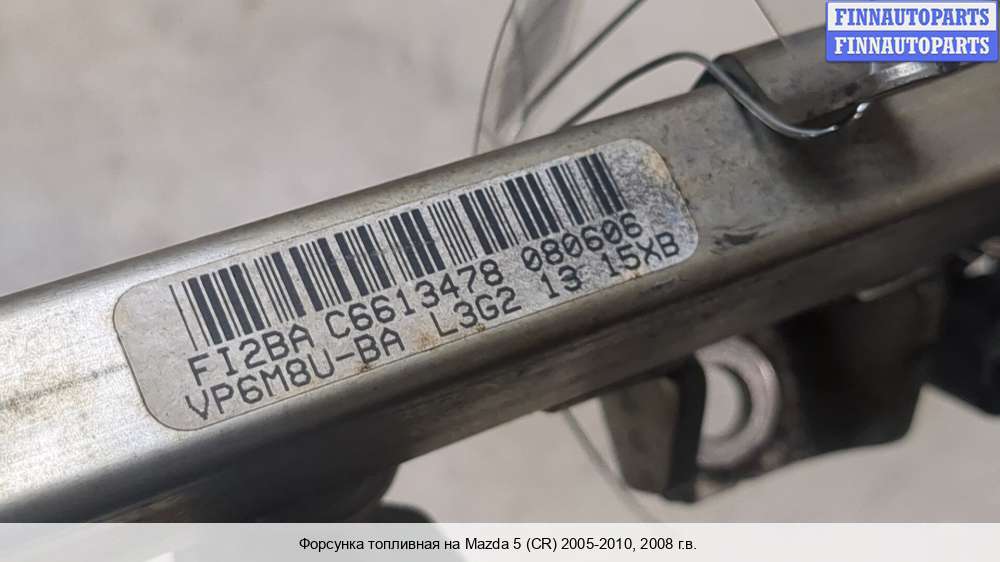 FINNAUTOPARTS
FINNAUTOPARTS
FI2BA C6613478 080606
VP6M8U-BA L3G2 13 15XB
Форсунка топливная на Mazda 5 (CR) 2005-2010, 2008 г.в.